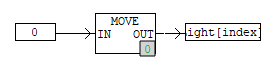 MOVE
0
IN OUT
ight[index]
0